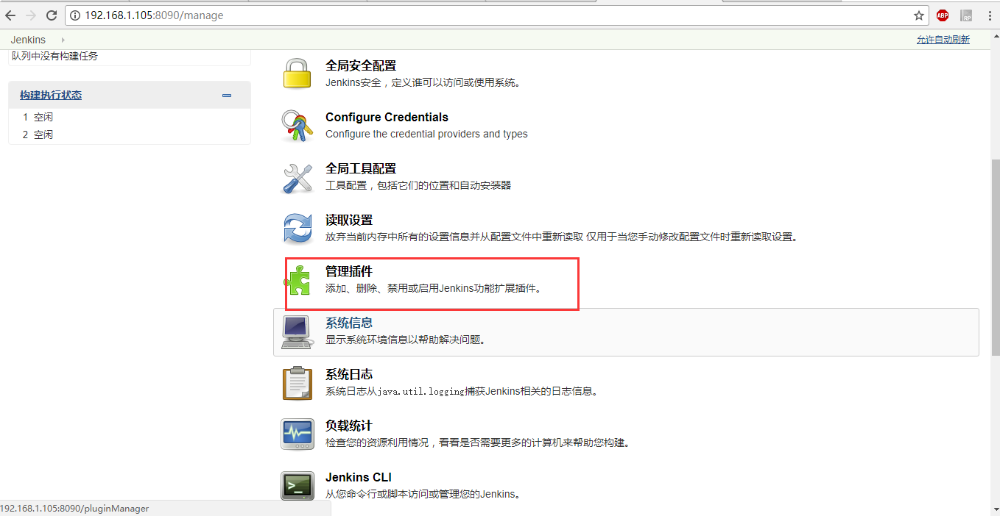 192.168.1.105:8090/manage
ABP
RP
Jenkins
允许自动刷新
队列中没有构建任务
构建执行状态
1 空闲
2 空闲
全局安全配置
Jenkins安全，定义谁可以访问或使用系统。
Configure Credentials
Configure the credential providers and types
全局工具配置
工具配置，包括它们的位置和自动安装器
读取设置
放弃当前内存中所有的设置信息并从配置文件中重新读取 仅用于当您手动修改配置文件时重新读取设置。
管理插件
添加、删除、禁用或启用Jenkins功能扩展插件。
系统信息
显示系统环境信息以帮助解决问题。
系统日志
系统日志从java.util.logging捕获Jenkins相关的日志信息。
负载统计
检查您的资源利用情况，看看是否需要更多的计算机来帮助您构建。
Jenkins CLI
从您命令行或脚本访问或管理您的Jenkins。
192.168.1.105:8090/pluginManager